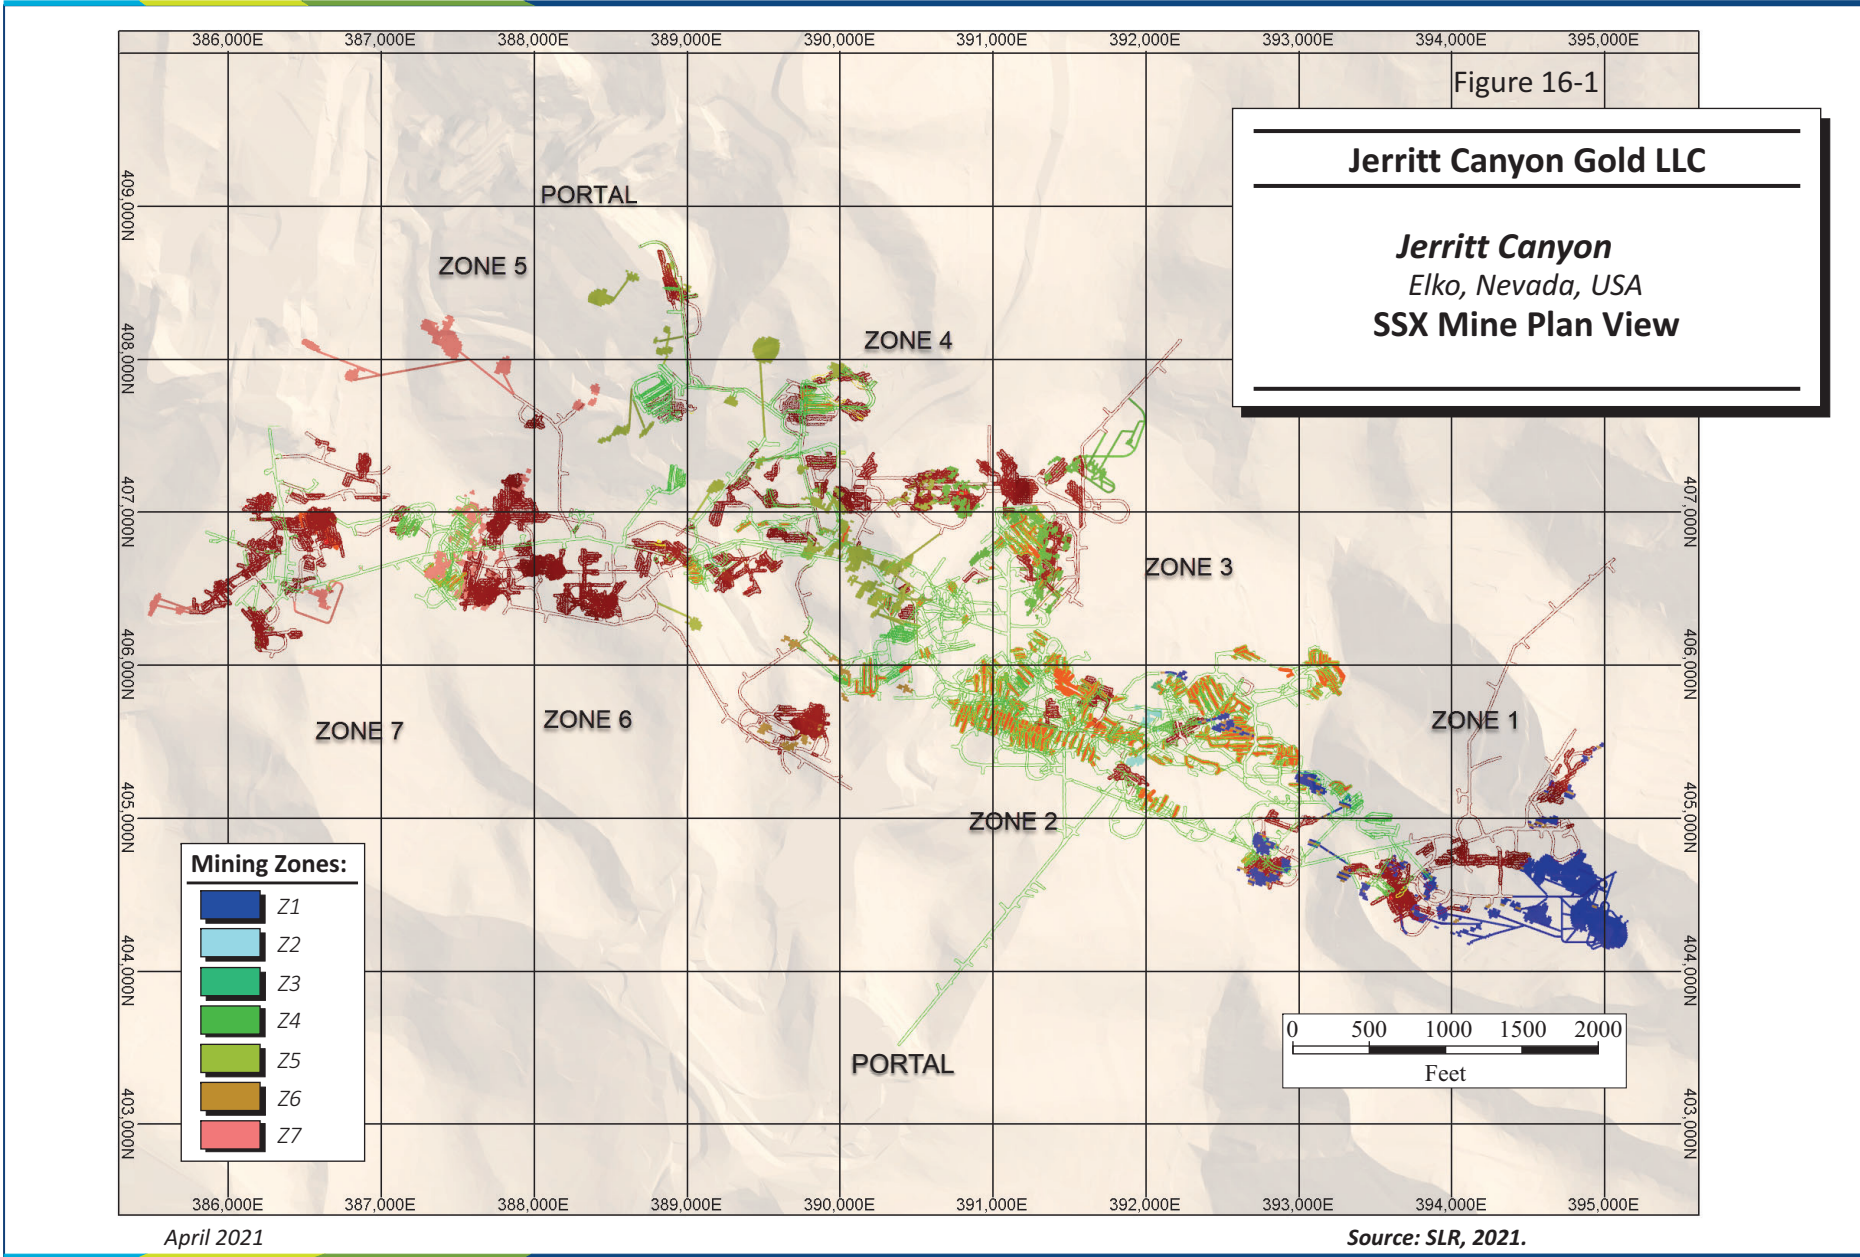 386,000E 387,000E 388,000E 389,000E 390,000E 391,000E 392,000E 393,000E 394,000E 395,000E
Figure 16-1
Jerritt Canyon Gold LLC
Jerritt Canyon
Elko, Nevada, USA
SSX Mine Plan View
409,000N
408,000N
407,000N
406,000N
405,000N
404,000N
403,000N
PORTAL
ZONE 5
ZONE 4
ZONE 3
ZONE 7
ZONE 6
ZONE 1
ZONE 2
PORTAL
407,000N
406,000N
405,000N
404,000N
403,000N
Mining Zones:
Z1
Z2
Z3
Z4
Z5
Z6
Z7
0 500 1000 1500 2000
Feet
386,000E 387,000E 388,000E 389,000E 390,000E 391,000E 392,000E 393,000E 394,000E 395,000E
April 2021
Source: SLR, 2021.